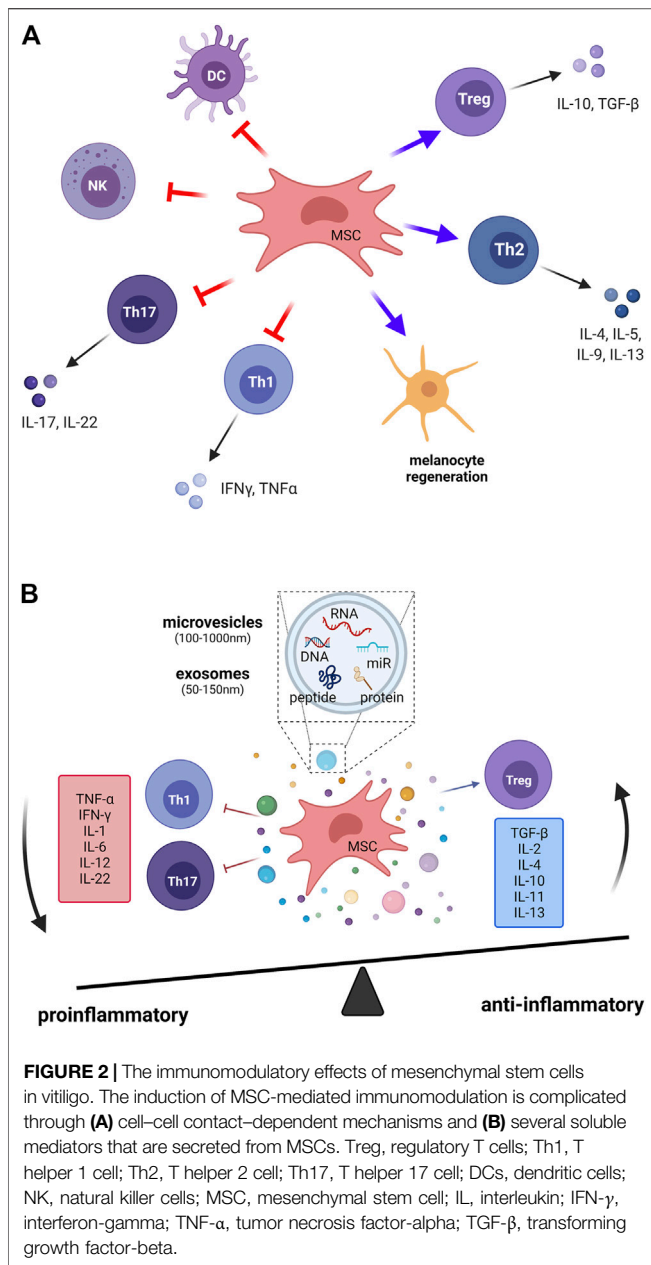 A
DC
Treg
IL-10, TGF-β
NK
MSC
Th2
Th17
IL-4, IL-5,
IL-9, IL-13
Th1
IL-17, IL-22
IFNγ, TNFα
melanocyte
regeneration
B
microvesicles
(100-1000nm)
exosomes
(50-150nm)
RNA
DNA
miR
peptide
protein
TNF-α
IFN-γ
IL-1
IL-6
IL-12
IL-22
Th1
Th17
MSC
Treg
TGF-β
IL-2
IL-4
IL-10
IL-11
IL-13
proinflammatory
anti-inflammatory
FIGURE 2 | The immunomodulatory effects of mesenchymal stem cells
in vitiligo. The induction of MSC-mediated immunomodulation is complicated
through (A) cell–cell contact–dependent mechanisms and (B) several soluble
mediators that are secreted from MSCs. Treg, regulatory T cells; Th1, T
helper 1 cell; Th2, T helper 2 cell; Th17, T helper 17 cell; DCs, dendritic cells;
NK, natural killer cells; MSC, mesenchymal stem cell; IL, interleukin; IFN-γ,
interferon-gamma; TNF-α, tumor necrosis factor-alpha; TGF-β, transforming
growth factor-beta.